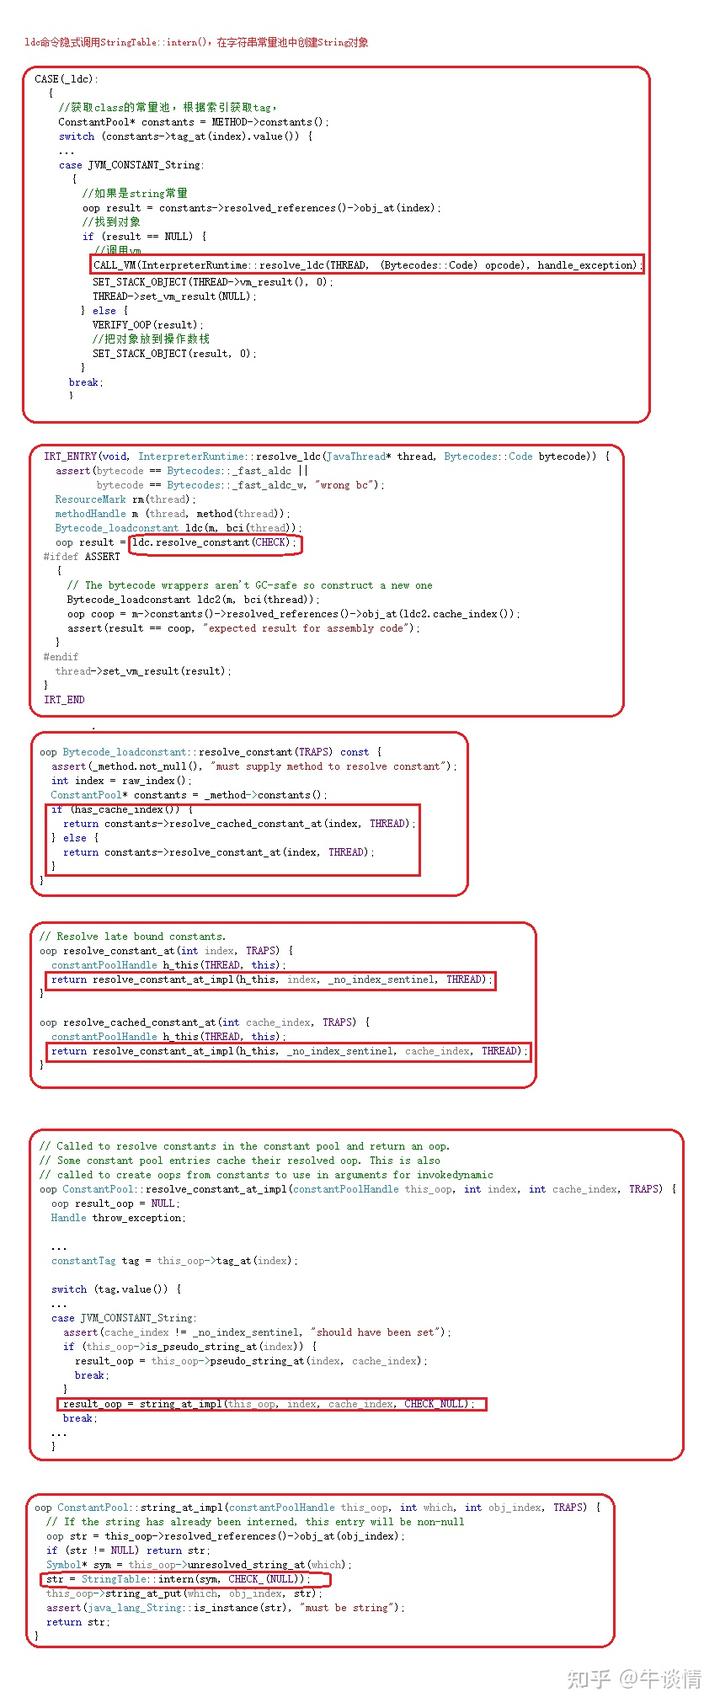 ldc命令隐式调用StringTable::intern()，在字符串常量池中创建String对象
CASE(_ldc):
{
//获取class的常量池，根据索引获取tag，
ConstantPool* constants = METHOD->constants();
switch (constants->tag_at(index).value()) {
...
case JVM_CONSTANT_String:
{
//如果是string常量
oop result = constants->resolved_references()->obj_at(index);
//找到对象
if (result == NULL) {
//调用vm
CALL_VM(InterpreterRuntime::resolve_ldc(THREAD, (Bytecodes::Code) opcode), handle_exception);
SET_STACK_OBJECT(THREAD->vm_result(), 0);
THREAD->set_vm_result(NULL);
} else {
VERIFY_OOP(result);
//把对象放到操作数栈
SET_STACK_OBJECT(result, 0);
}
break;
}
IRT_ENTRY(void, InterpreterRuntime::resolve_ldc(JavaThread* thread, Bytecodes::Code bytecode)) {
assert(bytecode == Bytecodes::_fast_aldc ||
bytecode == Bytecodes::_fast_aldc_w, "wrong bc");
ResourceMark rm(thread);
methodHandle m (thread, method(thread));
Bytecode_loadconstant ldc(m, bci(thread));
oop result = ldc.resolve_constant(CHECK);
#ifdef ASSERT
{
// The bytecode wrappers aren't GC-safe so construct a new one
Bytecode_loadconstant ldc2(m, bci(thread));
oop coop = m->constants()->resolved_references()->obj_at(ldc2.cache_index());
assert(result == coop, "expected result for assembly code");
}
#endif
thread->set_vm_result(result);
}
IRT_END
oop Bytecode_loadconstant::resolve_constant(TRAPS) const {
assert(_method.not_null(), "must supply method to resolve constant");
int index = raw_index();
ConstantPool* constants = _method->constants();
if (has_cache_index()) {
return constants->resolve_cached_constant_at(index, THREAD);
} else {
return constants->resolve_constant_at(index, THREAD);
}
}
// Resolve late bound constants.
oop resolve_constant_at(int index, TRAPS) {
constantPoolHandle h_this(THREAD, this);
return resolve_constant_at_impl(h_this, index, _no_index_sentinel, THREAD);
}
oop resolve_cached_constant_at(int cache_index, TRAPS) {
constantPoolHandle h_this(THREAD, this);
return resolve_constant_at_impl(h_this, _no_index_sentinel, cache_index, THREAD);
}
// Called to resolve constants in the constant pool and return an oop.
// Some constant pool entries cache their resolved oop. This is also
// called to create oops from constants to use in arguments for invokedynamic
oop ConstantPool::resolve_constant_at_impl(constantPoolHandle this_oop, int index, int cache_index, TRAPS) {
oop result_oop = NULL;
Handle throw_exception;
...
constantTag tag = this_oop->tag_at(index);
switch (tag.value()) {
...
case JVM_CONSTANT_String:
assert(cache_index != _no_index_sentinel, "should have been set");
if (this_oop->is_pseudo_string_at(index)) {
result_oop = this_oop->pseudo_string_at(index, cache_index);
break;
}
result_oop = string_at_impl(this_oop, index, cache_index, CHECK_NULL);
break;
...
}
oop ConstantPool::string_at_impl(constantPoolHandle this_oop, int which, int obj_index, TRAPS) {
// If the string has already been interned, this entry will be non-null
oop str = this_oop->resolved_references()->obj_at(obj_index);
if (str != NULL) return str;
Symbol* sym = this_oop->unresolved_string_at(which);
str = StringTable::intern(sym, CHECK_(NULL));
this_oop->string_at_put(which, obj_index, str);
assert(java_lang_String::is_instance(str), "must be string");
return str;
}
知乎 @牛谈情